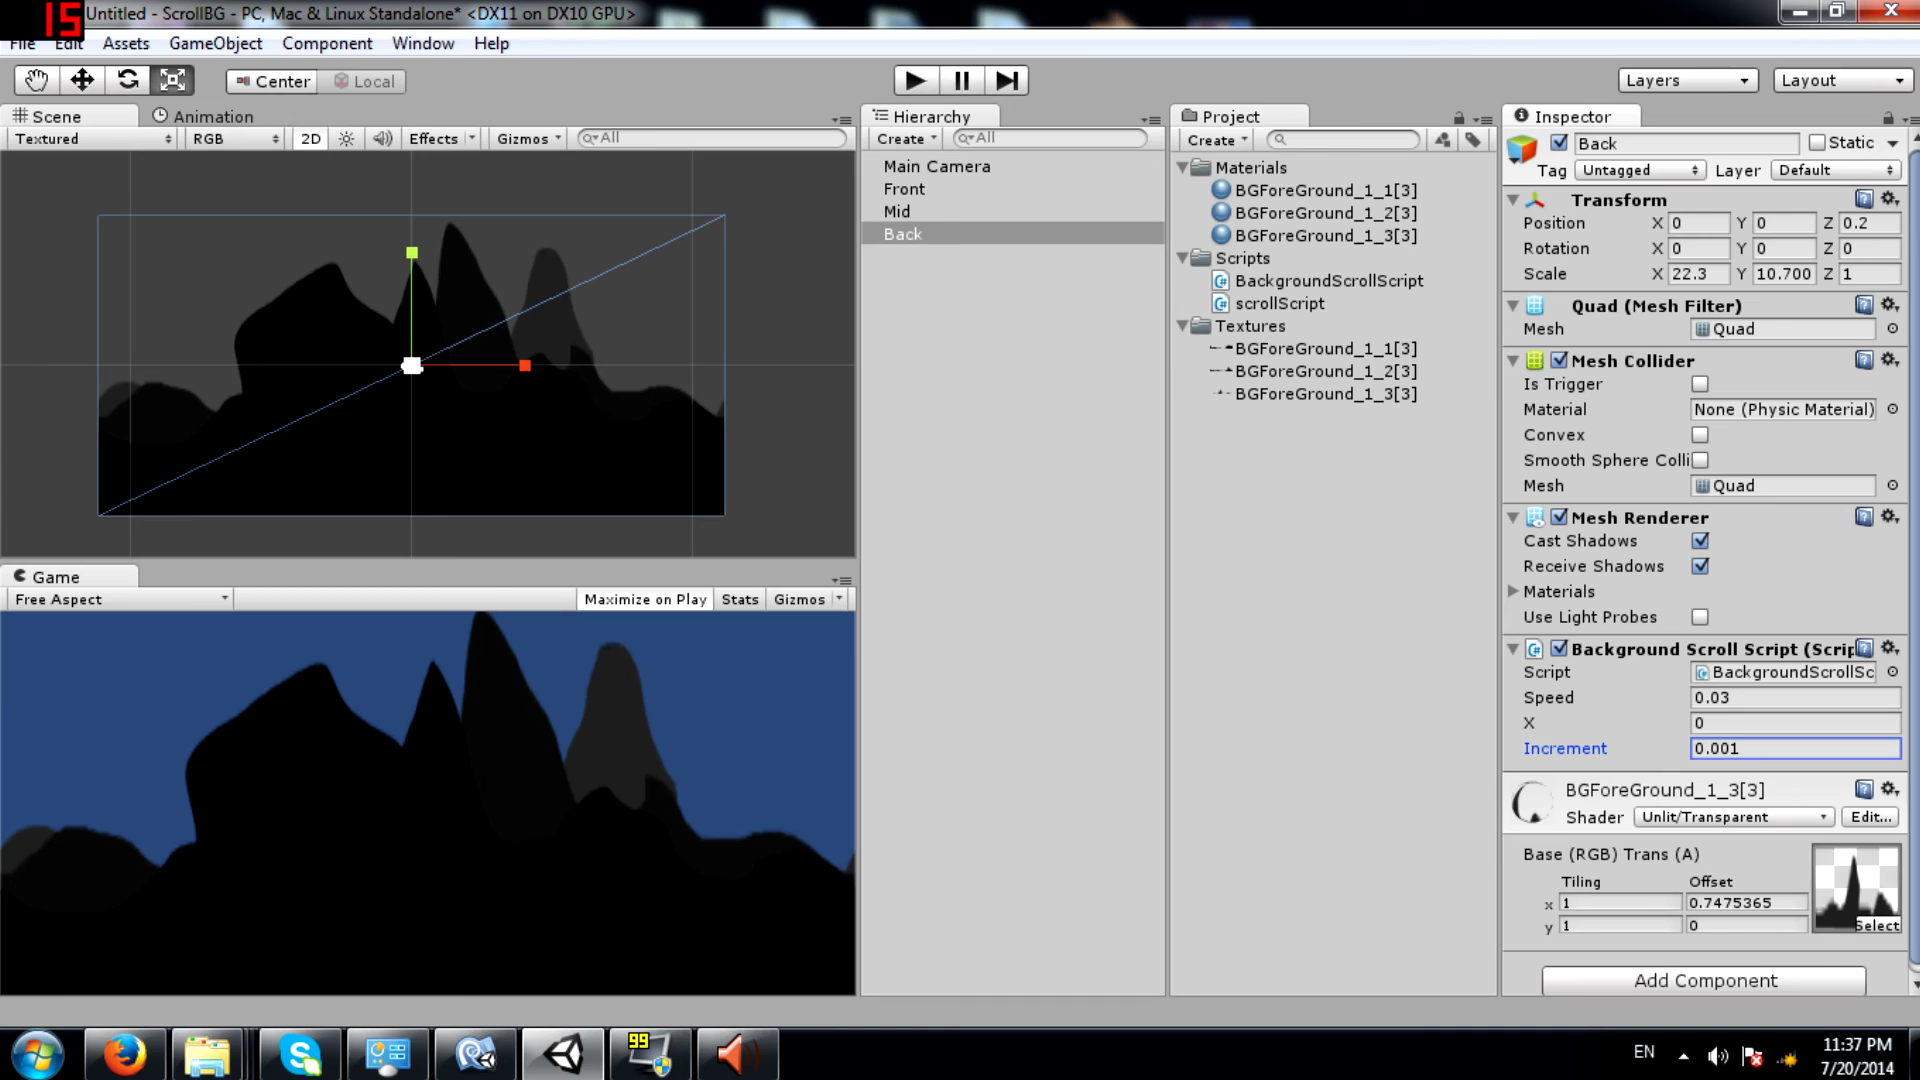 15
Untitled - ScrollBG - PC, Mac & Linux Standalone* <DX11 on DX10 GPU>
File Edit Assets GameObject Component Window Help
Center Local
Layers Layout
Scene Animation
Textured RGB 2D Effects Gizmos All
Game
Free Aspect Maximize on Play Stats Gizmos
Hierarchy
Create All
Main Camera
Front
Mid
Back
Project
Create
Materials
BGForeGround_1_1[3]
BGForeGround_1_2[3]
BGForeGround_1_3[3]
Scripts
BackgroundScrollScript
scrollScript
Textures
BGForeGround_1_1[3]
BGForeGround_1_2[3]
BGForeGround_1_3[3]
Inspector
Back Static
Tag Untagged Layer Default
Transform
Position X 0 Y 0 Z 0.2
Rotation X 0 Y 0 Z 0
Scale X 22.3 Y 10.700 Z 1
Quad (Mesh Filter)
Mesh Quad
Mesh Collider
Is Trigger
Material None (Physic Material)
Convex
Smooth Sphere Colli
Mesh Quad
Mesh Renderer
Cast Shadows
Receive Shadows
Materials
Use Light Probes
Background Scroll Script (Scrip
Script BackgroundScrollSc
Speed 0.03
X 0
Increment 0.001
BGForeGround_1_3[3]
Shader Unlit/Transparent Edit...
Base (RGB) Trans (A)
Tiling Offset
x 1 0.7475365
y 1 0
Select
Add Component
99
EN
11:37 PM
7/20/2014